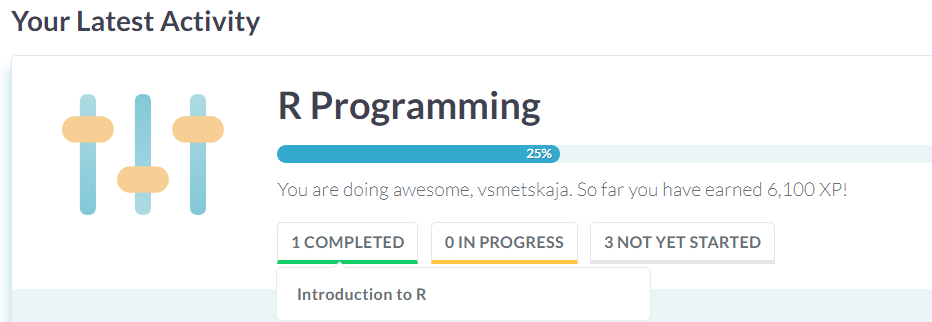 Your Latest Activity
R Programming
25%
You are doing awesome, vsmetskaja. So far you have earned 6,100 XP!
1 COMPLETED 0 IN PROGRESS 3 NOT YET STARTED
Introduction to R